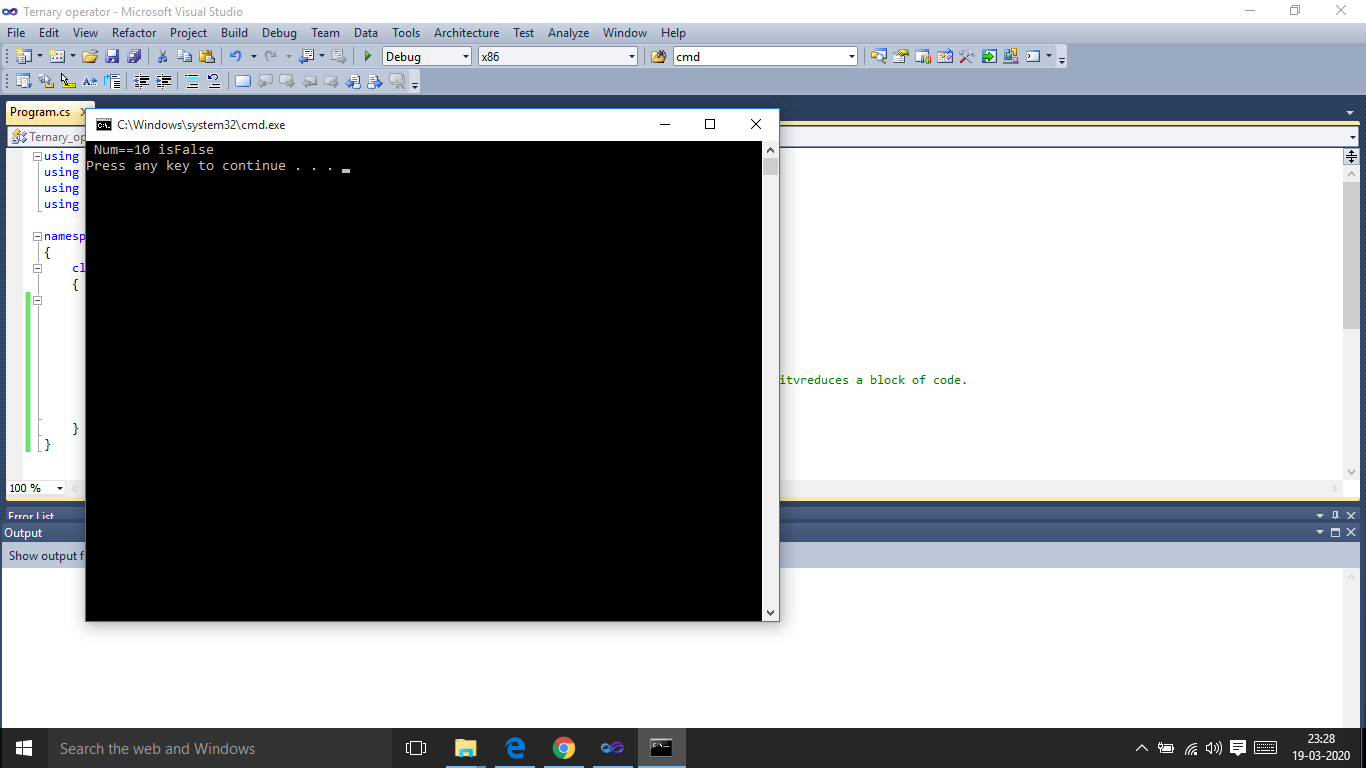 Ternary operator - Microsoft Visual Studio
File Edit View Refactor Project Build Debug Team Data Tools Architecture Test Analyze Window Help
Debug x86 cmd
Program.cs
C:\Windows\system32\cmd.exe
Ternary_op
Num==10 isFalse
Press any key to continue . . .
using
using
using
using
namesp
{
cl
{
itvreduces a block of code.
}
}
100 %
Error List
Output
Show output f
Search the web and Windows
23:28
19-03-2020